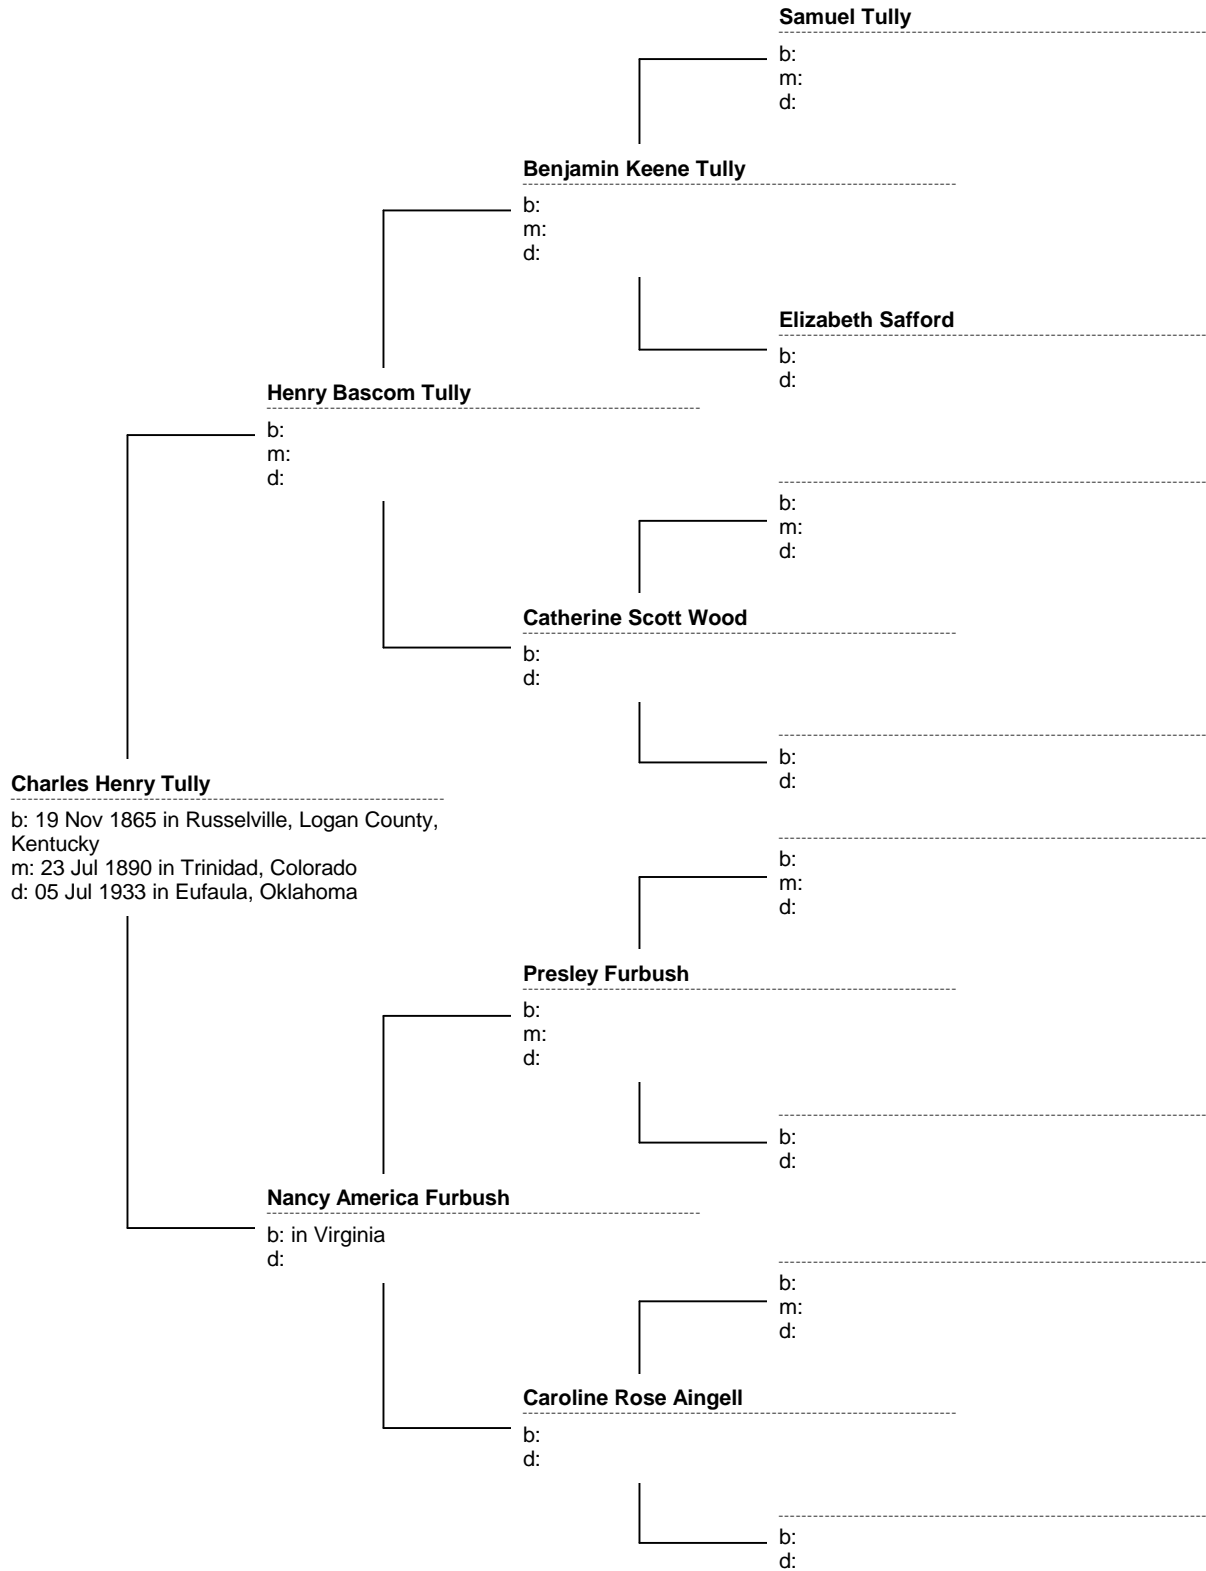 Samuel Tully
b:
m:
d:
Benjamin Keene Tully
b:
m:
d:
Elizabeth Safford
b:
d:
Henry Bascom Tully
b:
m:
d:
b:
m:
d:
Catherine Scott Wood
b:
d:
b:
d:
Charles Henry Tully
b: 19 Nov 1865 in Russelville, Logan County,
Kentucky
m: 23 Jul 1890 in Trinidad, Colorado
d: 05 Jul 1933 in Eufaula, Oklahoma
b:
m:
d:
Presley Furbush
b:
m:
d:
b:
d:
Nancy America Furbush
b: in Virginia
d:
b:
m:
d:
Caroline Rose Aingell
b:
d:
b:
d: